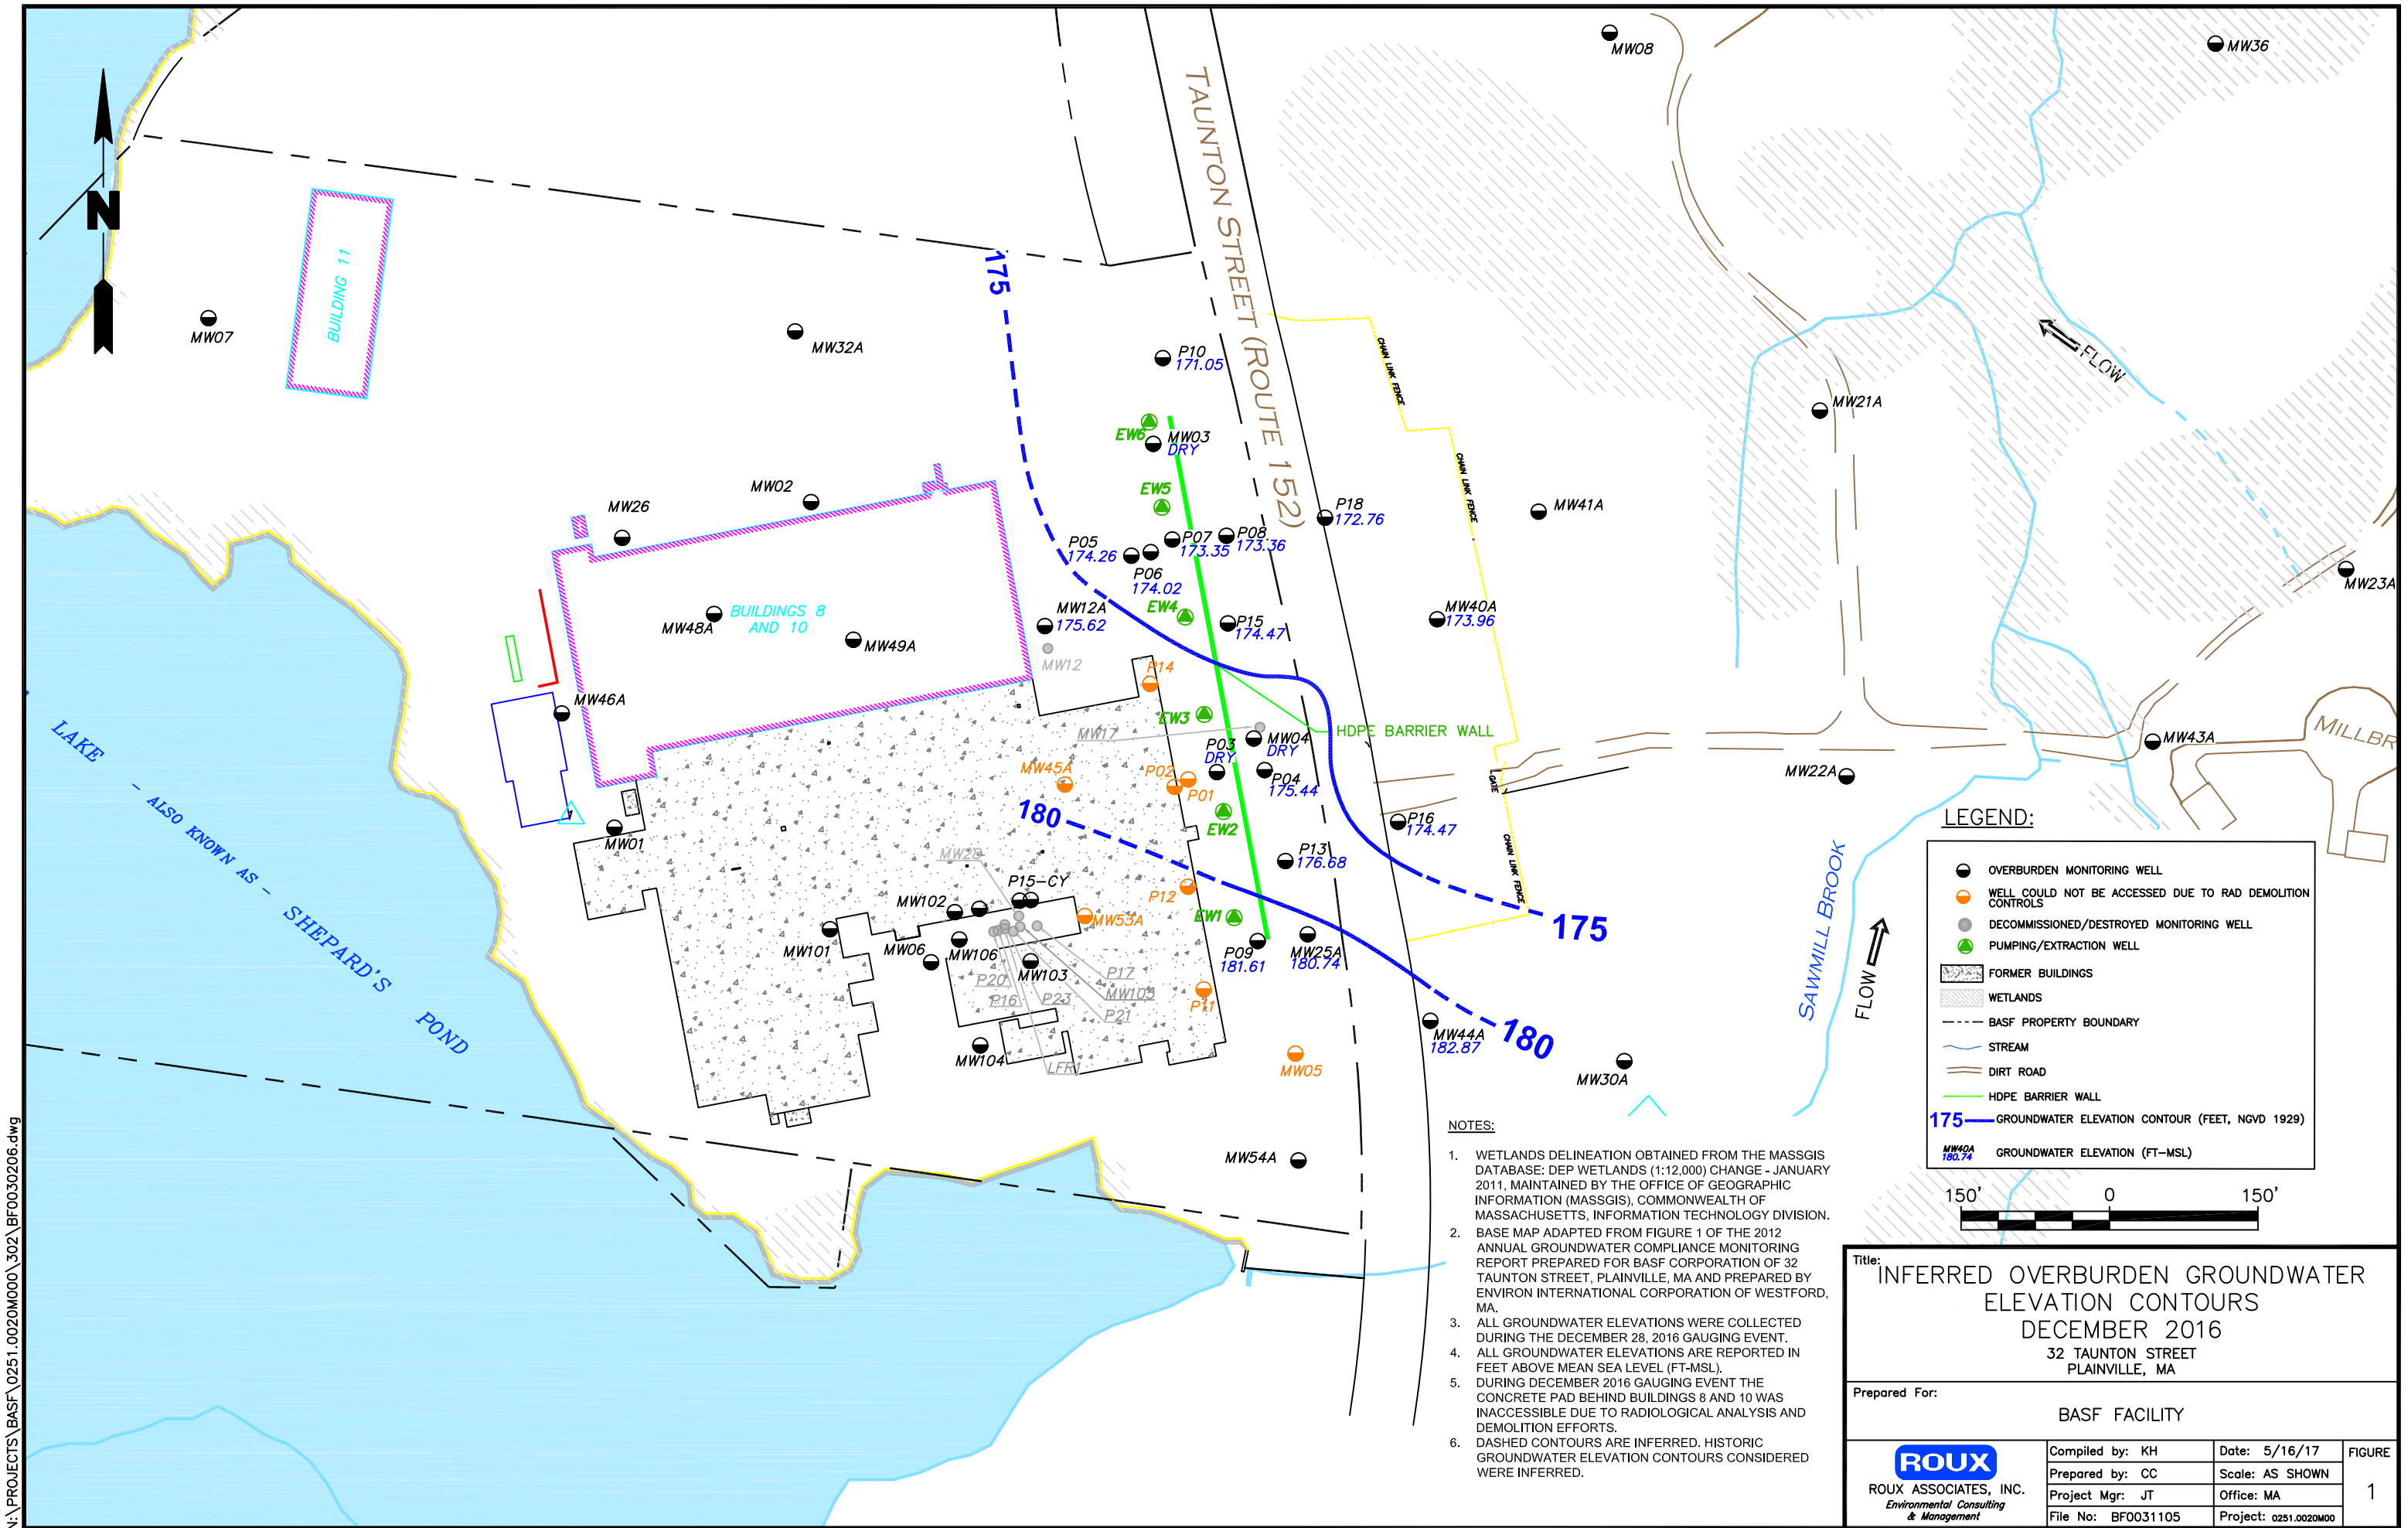 MW08
MW36
TAUNTON STREET (ROUTE 152)
N
BUILDING 11
MW07
MW32A
175
P10
171.05
CHAIN LINK FENCE
FLOW
MW21A
EW6
MW03
DRY
CHAIN LINK FENCE
EW5
MW02
MW26
P18
172.76
MW41A
P05
174.26
P07
173.35
P08
173.36
P06
174.02
MW23A
EW4
MW12A
175.62
P15
174.47
MW40A
173.96
MW48A
BUILDINGS 8
AND 10
MW49A
MW12
P14
MW46A
EW3
MW17
HDPE BARRIER WALL
MW04
DRY
P03
DRY
MW43A
MILLBR
MW45A
P02
P01
P04
175.44
GATE
MW22A
180
EW2
P16
174.47
MW01
LAKE - ALSO KNOWN AS - SHEPARD'S POND
MW28
P13
176.68
CHAIN LINK FENCE
P15-CY
MW102
P12
MW53A
EW1
175
MW101
MW06
MW106
MW103
P09
181.61
MW25A
180.74
P20
P16
P23
P17
MW105
P21
P11
SAWMILL BROOK
FLOW
MW104
LFR1
MW05
MW44A
182.87
180
MW30A
MW54A
LEGEND:
OVERBURDEN MONITORING WELL
WELL COULD NOT BE ACCESSED DUE TO RAD DEMOLITION
CONTROLS
DECOMMISSIONED/DESTROYED MONITORING WELL
PUMPING/EXTRACTION WELL
FORMER BUILDINGS
WETLANDS
BASF PROPERTY BOUNDARY
STREAM
DIRT ROAD
HDPE BARRIER WALL
175 GROUNDWATER ELEVATION CONTOUR (FEET, NGVD 1929)
MW40A
180.74
GROUNDWATER ELEVATION (FT-MSL)
150' 0 150'
NOTES:
1. WETLANDS DELINEATION OBTAINED FROM THE MASSGIS
DATABASE: DEP WETLANDS (1:12,000) CHANGE - JANUARY
2011, MAINTAINED BY THE OFFICE OF GEOGRAPHIC
INFORMATION (MASSGIS), COMMONWEALTH OF
MASSACHUSETTS, INFORMATION TECHNOLOGY DIVISION.
2. BASE MAP ADAPTED FROM FIGURE 1 OF THE 2012
ANNUAL GROUNDWATER COMPLIANCE MONITORING
REPORT PREPARED FOR BASF CORPORATION OF 32
TAUNTON STREET, PLAINVILLE, MA AND PREPARED BY
ENVIRON INTERNATIONAL CORPORATION OF WESTFORD,
MA.
3. ALL GROUNDWATER ELEVATIONS WERE COLLECTED
DURING THE DECEMBER 28, 2016 GAUGING EVENT.
4. ALL GROUNDWATER ELEVATIONS ARE REPORTED IN
FEET ABOVE MEAN SEA LEVEL (FT-MSL).
5. DURING DECEMBER 2016 GAUGING EVENT THE
CONCRETE PAD BEHIND BUILDINGS 8 AND 10 WAS
INACCESSIBLE DUE TO RADIOLOGICAL ANALYSIS AND
DEMOLITION EFFORTS.
6. DASHED CONTOURS ARE INFERRED. HISTORIC
GROUNDWATER ELEVATION CONTOURS CONSIDERED
WERE INFERRED.
Title:
INFERRED OVERBURDEN GROUNDWATER
ELEVATION CONTOURS
DECEMBER 2016
32 TAUNTON STREET
PLAINVILLE, MA
Prepared For:
BASF FACILITY
ROUX
ROUX ASSOCIATES, INC.
Environmental Consulting
& Management
Compiled by: KH
Date: 5/16/17
FIGURE
Prepared by: CC
Scale: AS SHOWN
1
Project Mgr: JT
Office: MA
File No: BF0031105
Project: 0251.0020M00
N:\PROJECTS\BASF\0251.0020M000\302\BF0030206.dwg